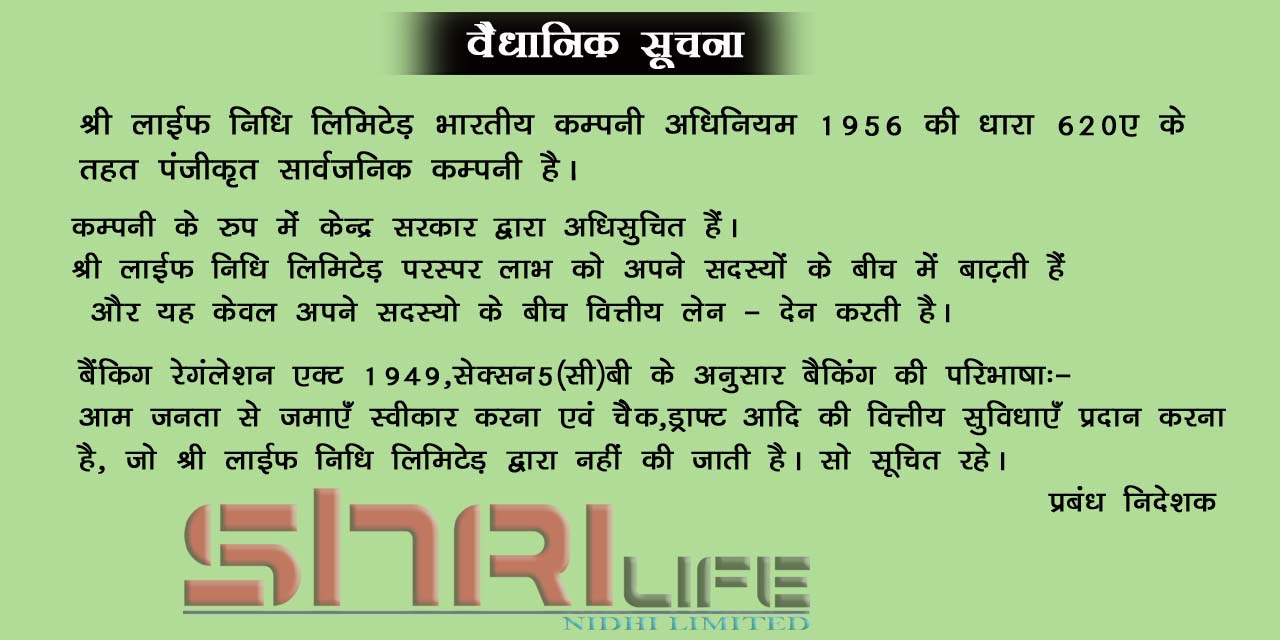 वैधानिक सूचना
श्री लाईफ निधि लिमिटेड़ भारतीय कम्पनी अधिनियम 1956 की धारा 620ए के
तहत पंजीकृत सार्वजनिक कम्पनी है।
कम्पनी के रुप में केन्द्र सरकार द्वारा अधिसुचित हैं।
श्री लाईफ निधि लिमिटेड़ परस्पर लाभ को अपने सदस्यों के बीच में बाढ़ती हैं
और यह केवल अपने सदस्यो के बीच वित्तीय लेन - देन करती है।
बैंकिग रेगंलेशन एक्ट 1949,सेक्सन5(सी)बी के अनुसार बैकिंग की परिभाषाः-
आम जनता से जमाएँ स्वीकार करना एवं चैक,ड्राफ्ट आदि की वित्तीय सुविधाएँ प्रदान करना
है, जो श्री लाईफ निधि लिमिटेड़ द्वारा नहीं की जाती है। सो सूचित रहे।
प्रबंध निदेशक
SHRI LIFE
NIDHI LIMITED